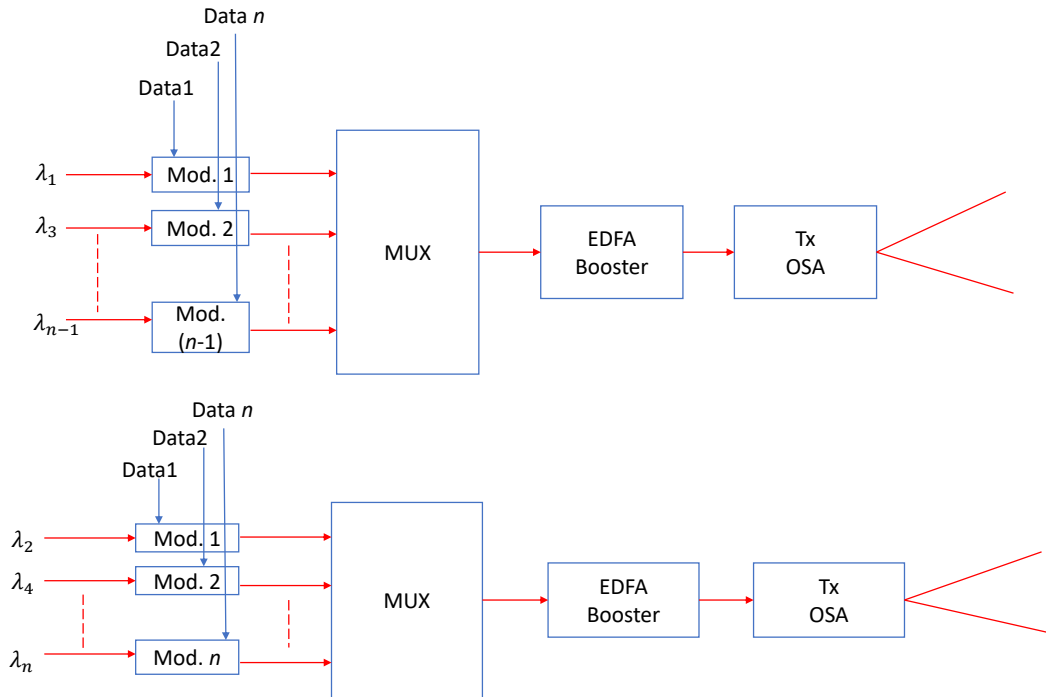 Data n
Data2
Data1
λ₁
Mod. 1
λ₃
Mod. 2
λₙ₋₁
Mod.
(n-1)
MUX
EDFA
Booster
Tx
OSA
Data n
Data2
Data1
λ₂
Mod. 1
λ₄
Mod. 2
λₙ
Mod. n
MUX
EDFA
Booster
Tx
OSA